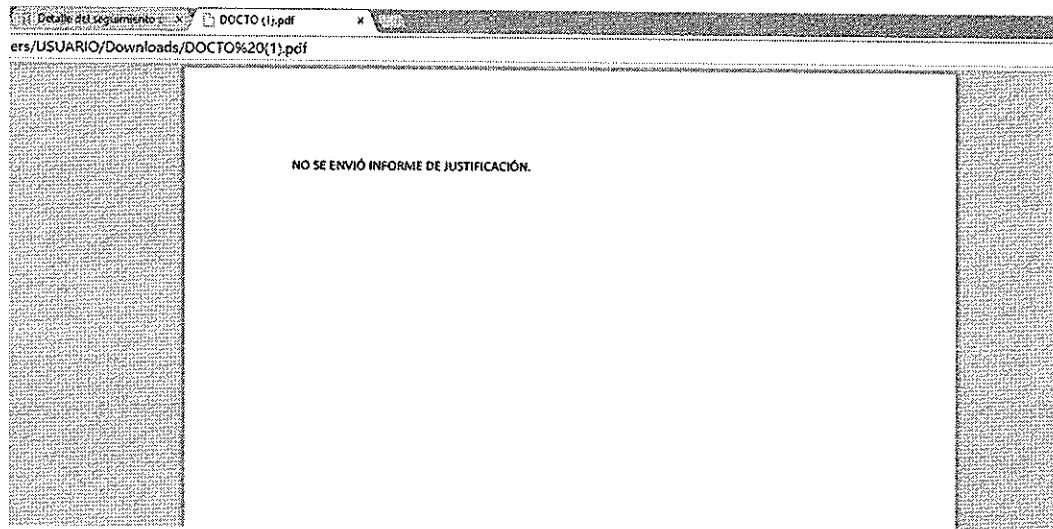 Detalle del seguimiento
DOCTO (1).pdf
ers/USUARIO/Downloads/DOCTO%20(1).pdf
NO SE ENVIÓ INFORME DE JUSTIFICACIÓN.